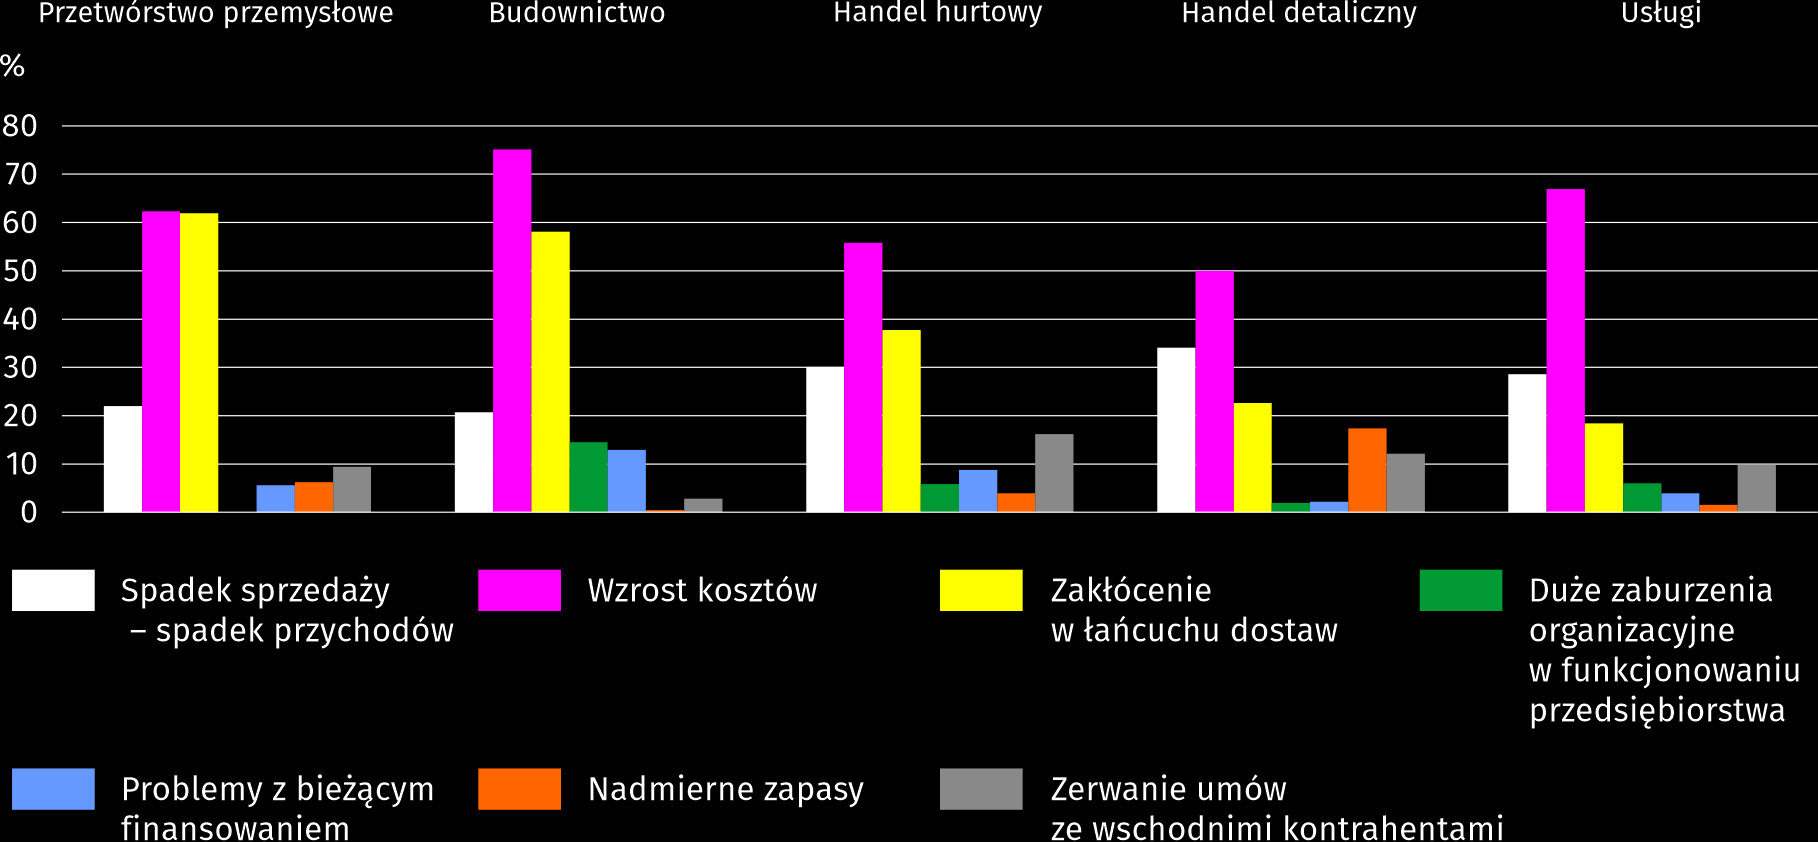 Przetwórstwo przemysłowe
Budownictwo
Handel hurtowy
Handel detaliczny
Usługi
%
80
70
60
50
40
30
20
10
0
Spadek sprzedaży
– spadek przychodów
Wzrost kosztów
Zakłócenie
w łańcuchu dostaw
Duże zaburzenia
organizacyjne
w funkcjonowaniu
przedsiębiorstwa
Problemy z bieżącym
finansowaniem
Nadmierne zapasy
Zerwanie umów
ze wschodnimi kontrahentami